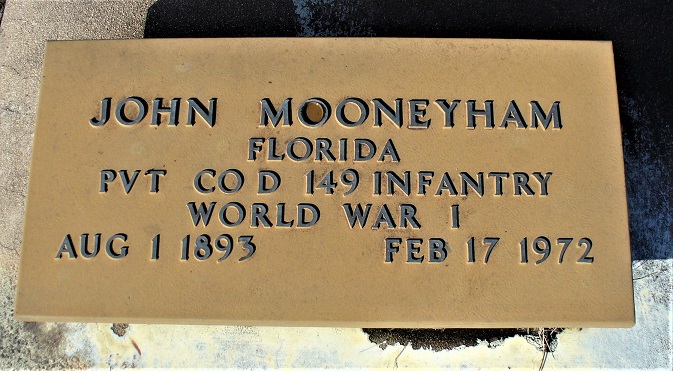 JOHN MOONEYHAM
FLORIDA
PVT CO D 149 INFANTRY
WORLD WAR I
AUG 1 1893 FEB 17 1972